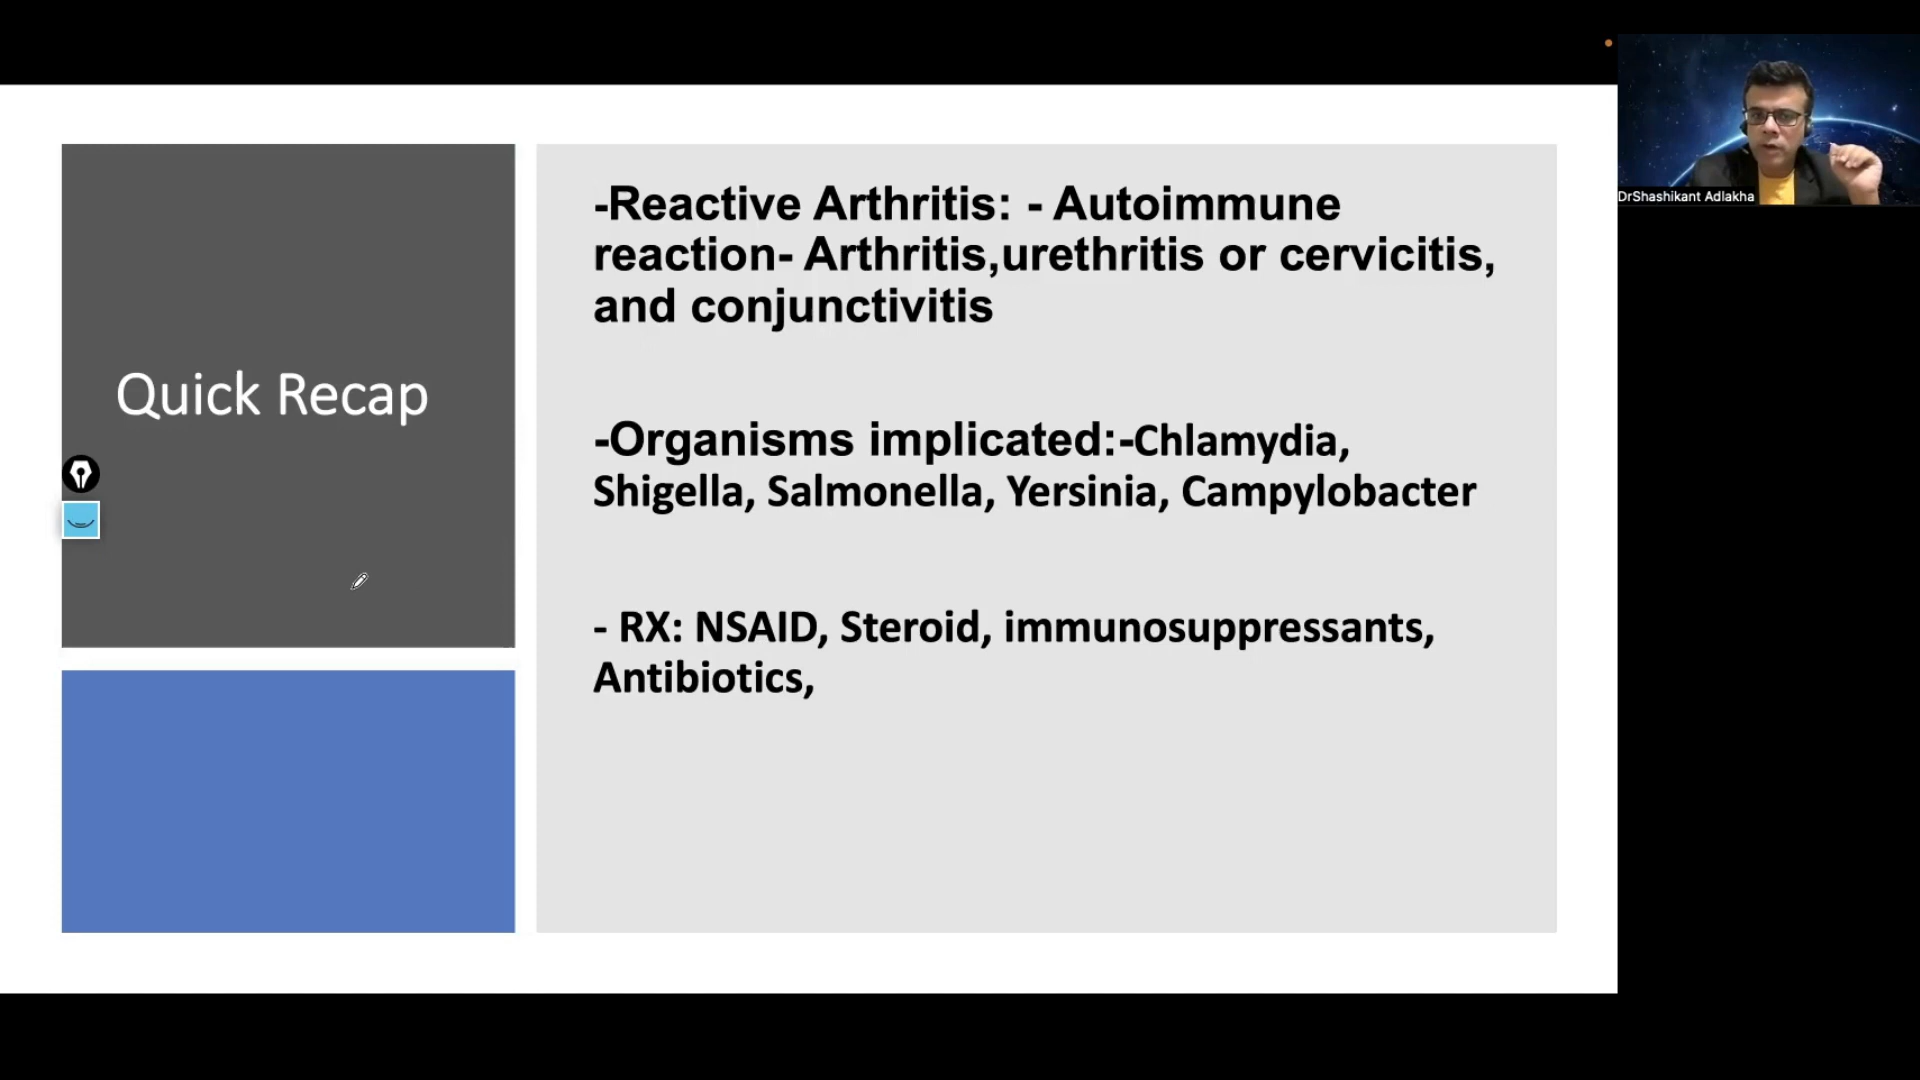 DrShashikant Adlakha
Quick Recap
-Reactive Arthritis: - Autoimmune
reaction- Arthritis,urethritis or cervicitis,
and conjunctivitis
-Organisms implicated:-Chlamydia,
Shigella, Salmonella, Yersinia, Campylobacter
- RX: NSAID, Steroid, immunosuppressants,
Antibiotics,